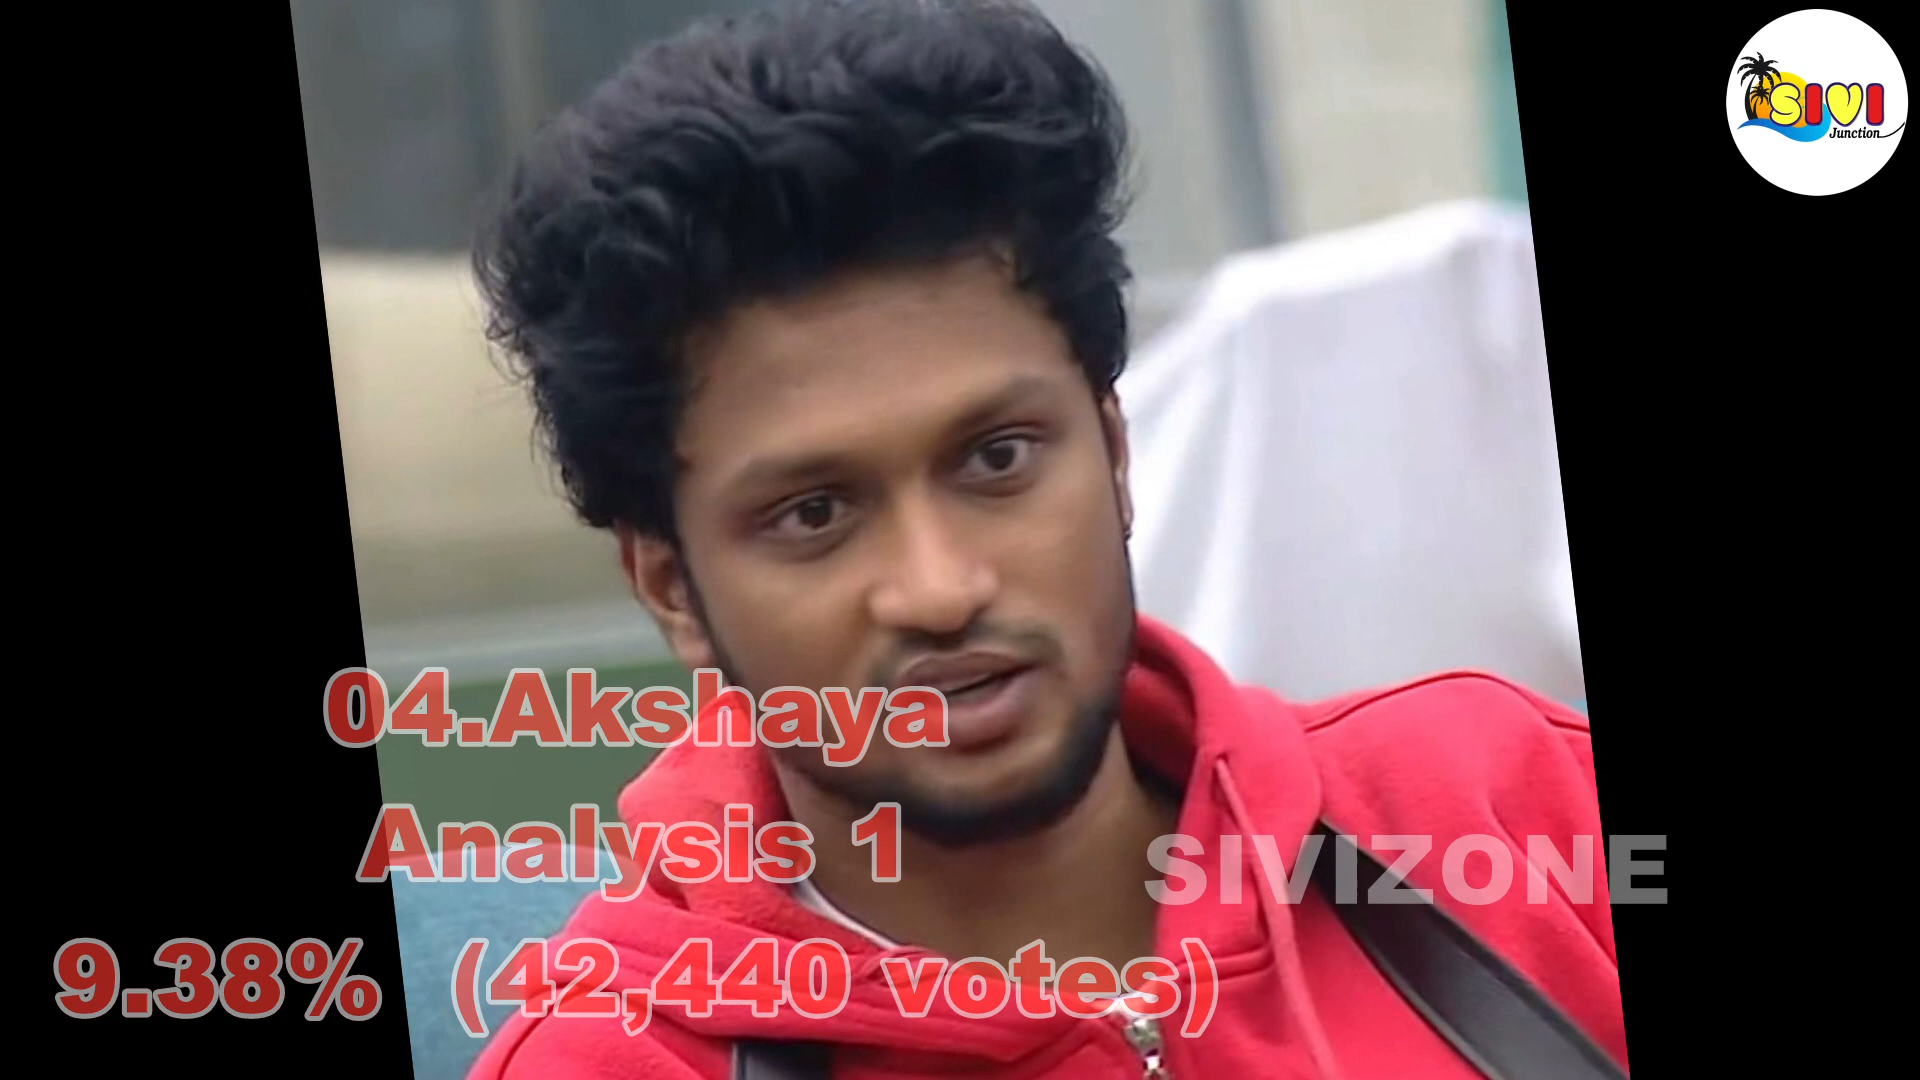 SIVI
Junction
04.Akshaya
Analysis 1
SIVIZONE
9.38% (42,440 votes)